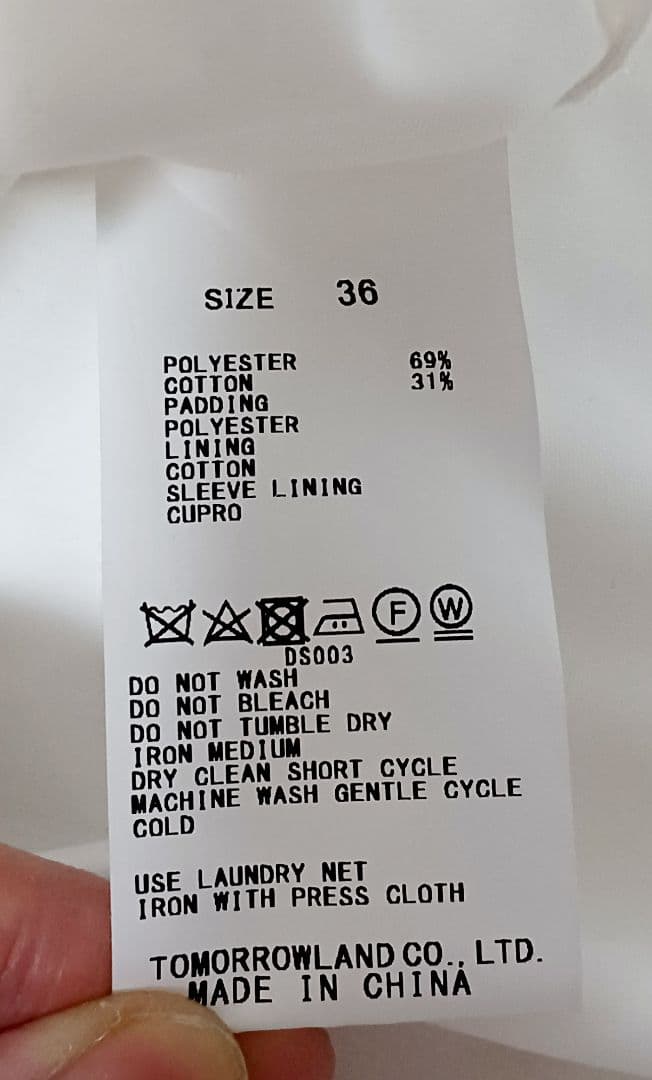 SIZE 36
POLYESTER 69%
COTTON 31%
PADDING
POLYESTER
LINING
COTTON
SLEEVE LINING
CUPRO
F W
DS003
DO NOT WASH
DO NOT BLEACH
DO NOT TUMBLE DRY
IRON MEDIUM
DRY CLEAN SHORT CYCLE
MACHINE WASH GENTLE CYCLE
COLD
USE LAUNDRY NET
IRON WITH PRESS CLOTH
TOMORROWLAND CO., LTD.
MADE IN CHINA